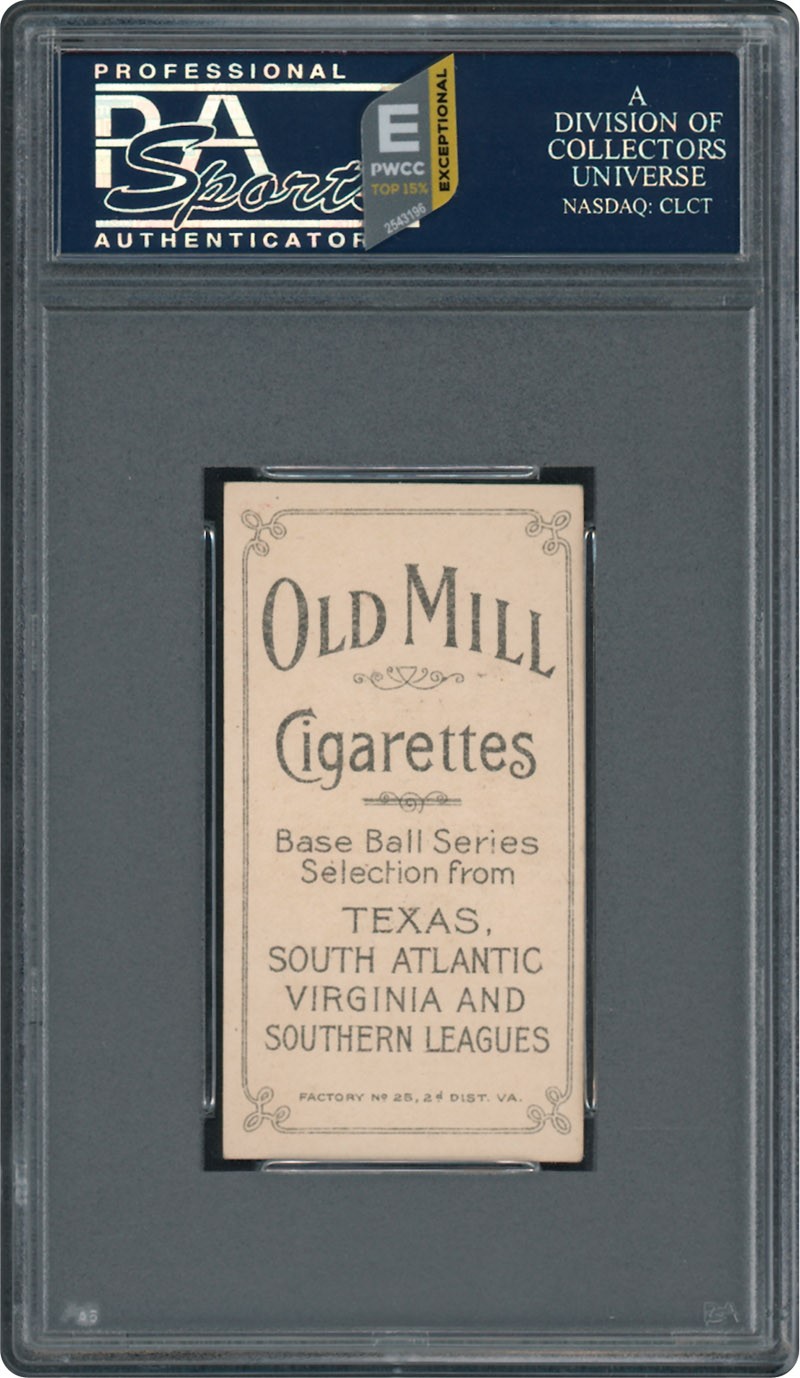 PROFESSIONAL
PSA
Sports
AUTHENTICATOR
E
PWCC
TOP 15%
EXCEPTIONAL
2543196
A
DIVISION OF
COLLECTORS
UNIVERSE
NASDAQ: CLCT
OLD MILL
Cigarettes
Base Ball Series
Selection from
TEXAS,
SOUTH ATLANTIC
VIRGINIA AND
SOUTHERN LEAGUES
FACTORY Nº 25, 2d DIST. VA.